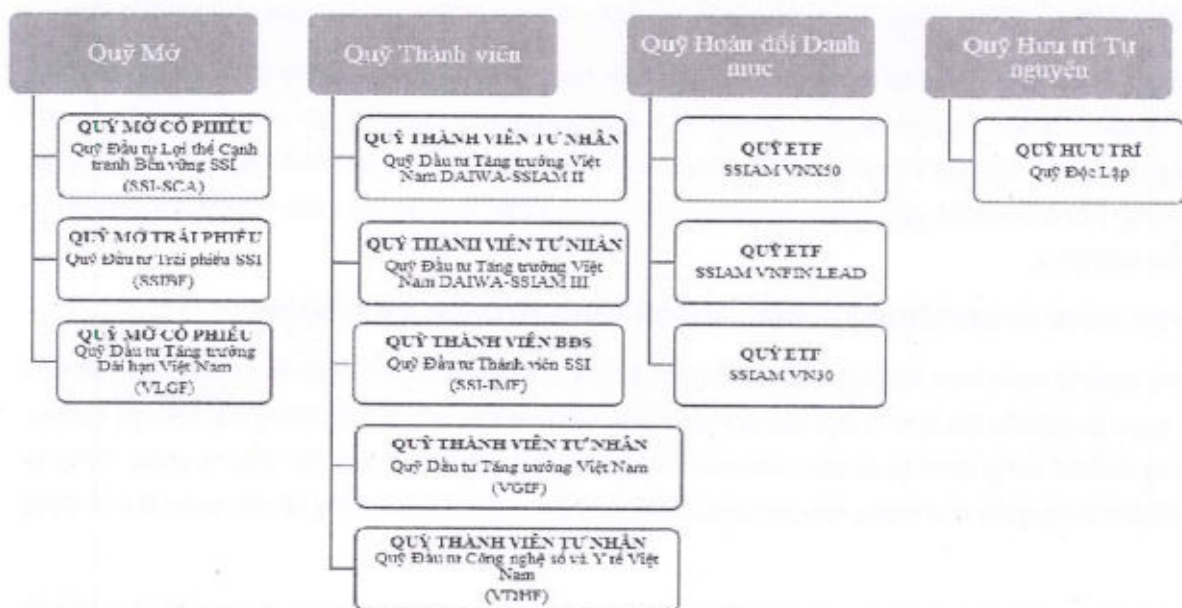 Quỹ Mở
QUỸ MỞ CỔ PHIẾU
Quỹ Đầu tư Lợi thế Cạnh
tranh Bền vững SSI
(SSI-SCA)
QUỸ MỞ TRÁI PHIẾU
Quỹ Đầu tư Trái phiếu SSI
(SSIBF)
QUỸ MỞ CỔ PHIẾU
Quỹ Đầu tư Tăng trưởng
Dài hạn Việt Nam
(VLGF)
Quỹ Thành viên
QUỸ THÀNH VIÊN TƯ NHÂN
Quỹ Đầu tư Tăng trưởng Việt
Nam DAIWA-SSIAM II
QUỸ THÀNH VIÊN TƯ NHÂN
Quỹ Đầu tư Tăng trưởng Việt
Nam DAIWA-SSIAM III
QUỸ THÀNH VIÊN BĐS
Quỹ Đầu tư Thành viên SSI
(SSI-IMF)
QUỸ THÀNH VIÊN TƯ NHÂN
Quỹ Đầu tư Tăng trưởng Việt Nam
(VGIF)
QUỸ THÀNH VIÊN TƯ NHÂN
Quỹ Đầu tư Công nghệ số và Y tế Việt
Nam
(VDHF)
Quỹ Hoán đổi Danh
mục
QUỸ ETF
SSIAM VNX50
QUỸ ETF
SSIAM VNFIN LEAD
QUỸ ETF
SSIAM VN30
Quỹ Hưu trí Tự
nguyện
QUỸ HƯU TRÍ
Quỹ Độc Lập